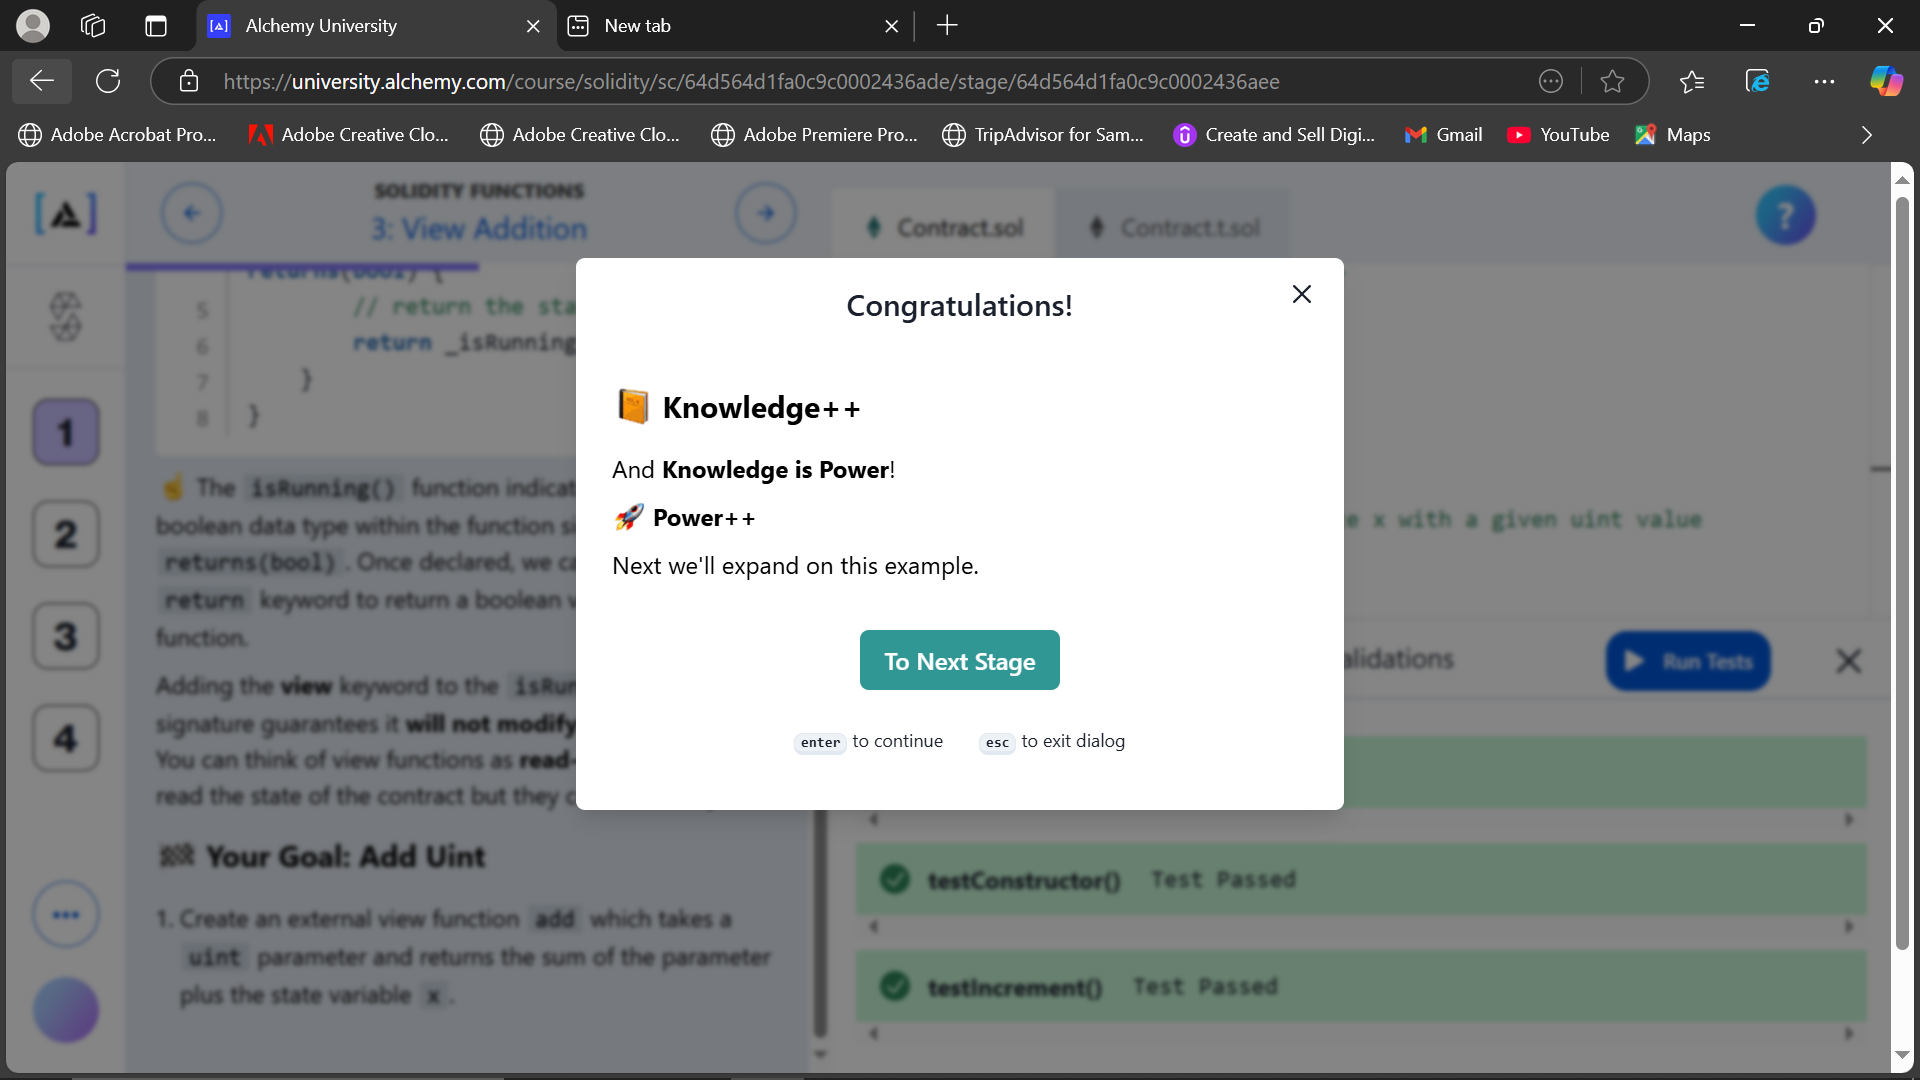 Alchemy University
New tab
https://university.alchemy.com/course/solidity/sc/64d564d1fa0c9c0002436ade/stage/64d564d1fa0c9c0002436aee
Adobe Acrobat Pro...
Adobe Creative Clo...
Adobe Creative Clo...
Adobe Premiere Pro...
TripAdvisor for Sam...
Create and Sell Digi...
Gmail
YouTube
Maps
SOLIDITY FUNCTIONS
3: View Addition
Contract.sol
Contract.t.sol
?
returns(bool) {
5 // return the sta
6 return _isRunning
7 }
8 }
1
2
3
4
The isRunning() function indicat
boolean data type within the function si
returns(bool). Once declared, we ca
return keyword to return a boolean v
function.
Adding the view keyword to the isRun
signature guarantees it will not modify
You can think of view functions as read-
read the state of the contract but they c
Your Goal: Add Uint
1. Create an external view function add which takes a
uint parameter and returns the sum of the parameter
plus the state variable x.
Congratulations!
Knowledge++
And Knowledge is Power!
Power++
Next we'll expand on this example.
To Next Stage
enter to continue
esc to exit dialog
e x with a given uint value
alidations
Run Tests
testConstructor() Test Passed
testIncrement() Test Passed